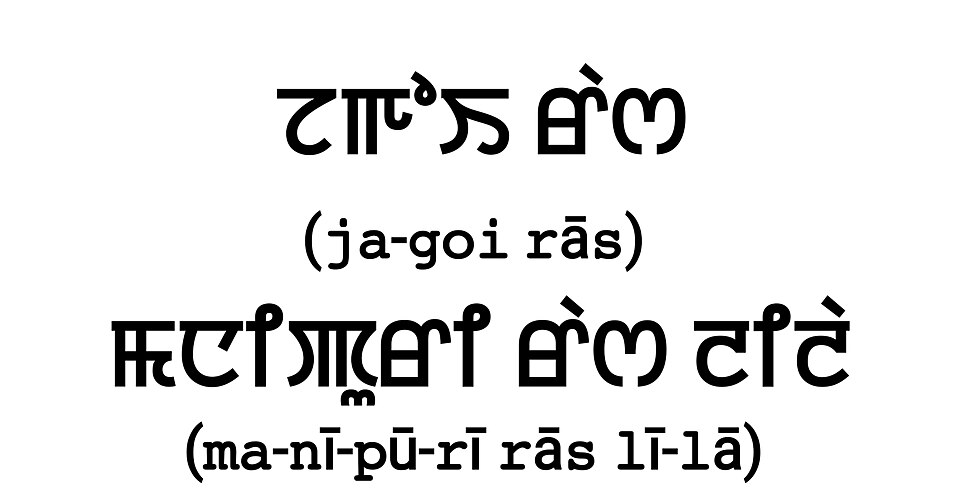 ꯖꯒꯣꯏ ꯔꯥꯁ
(ja-goi rās)
ꯃꯅꯤꯄꯨꯔꯤ ꯔꯥꯁ ꯂꯤꯂꯥ
(ma-nī-pū-rī rās lī-lā)